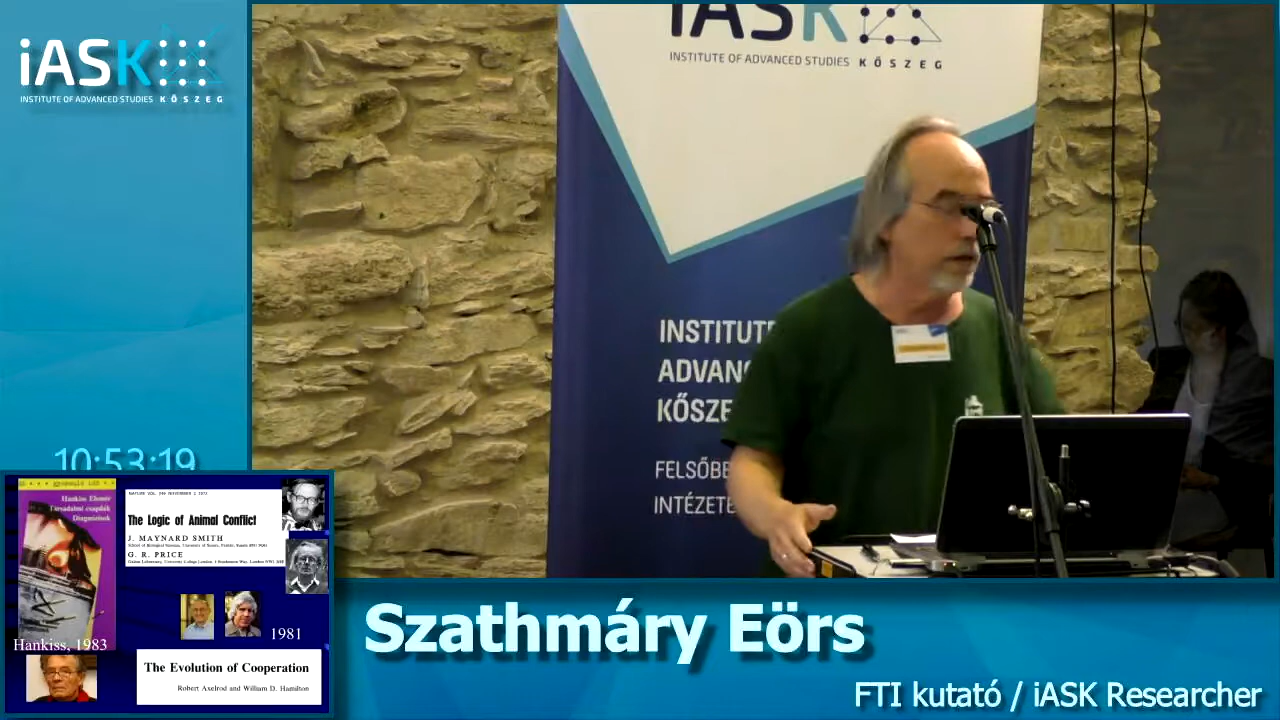 iASK
INSTITUTE OF ADVANCED STUDIES KŐSZEG
iASK
INSTITUTE OF ADVANCED STUDIES KŐSZEG
INSTITUTE
ADVANC
KŐSZE
FELSŐBB
INTÉZETE
10:53:19
Hankiss Elemér
Társadalmi csapdák
Diagnózisok
Hankiss, 1983
The Logic of Animal Conflict
J. MAYNARD SMITH
G. R. PRICE
1981
The Evolution of Cooperation
Robert Axelrod and William D. Hamilton
Szathmáry Eörs
FTI kutató / iASK Researcher